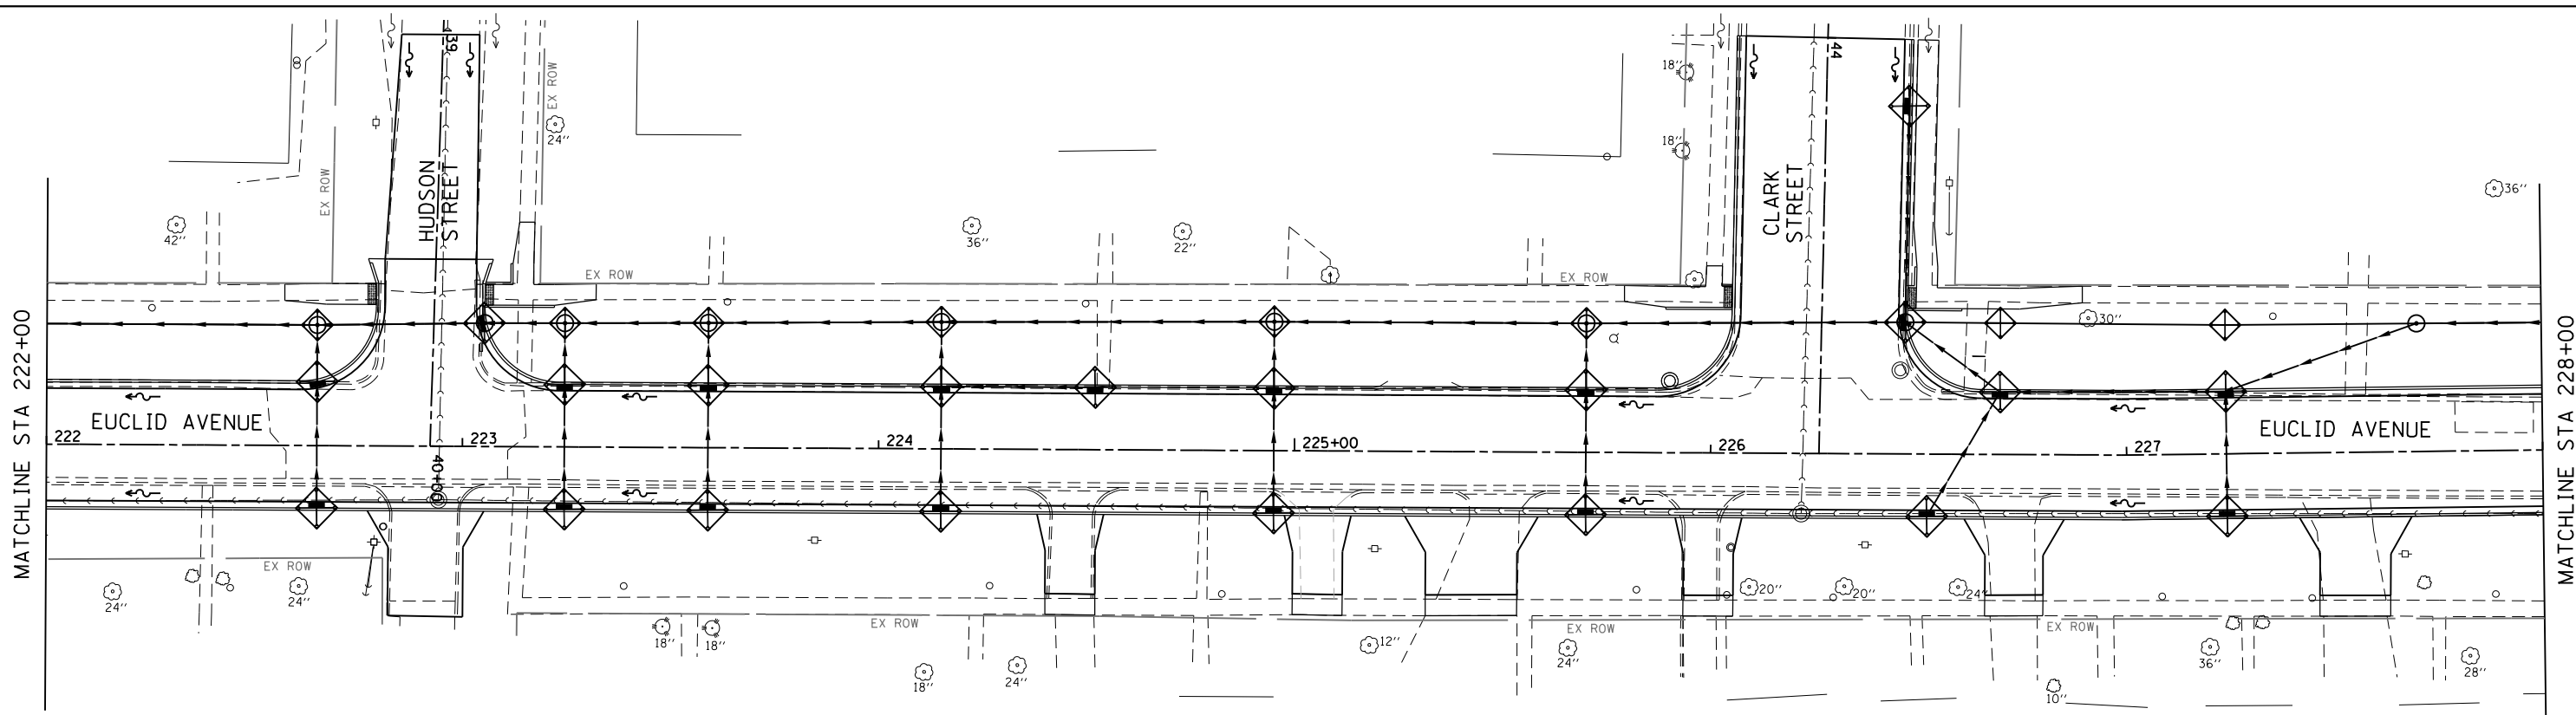 39
44
EX ROW
18''
24''
18''
HUDSON
STREET
CLARK
STREET
EX ROW
36''
42''
36''
22''
EX ROW
EX ROW
30''
MATCHLINE STA 222+00
MATCHLINE STA 228+00
EUCLID AVENUE
EUCLID AVENUE
222
223
224
225+00
226
227
40+00
EX ROW
24''
24''
20''
20''
24''
EX ROW
EX ROW
EX ROW
18''
18''
12''
24''
18''
24''
36''
28''
10''